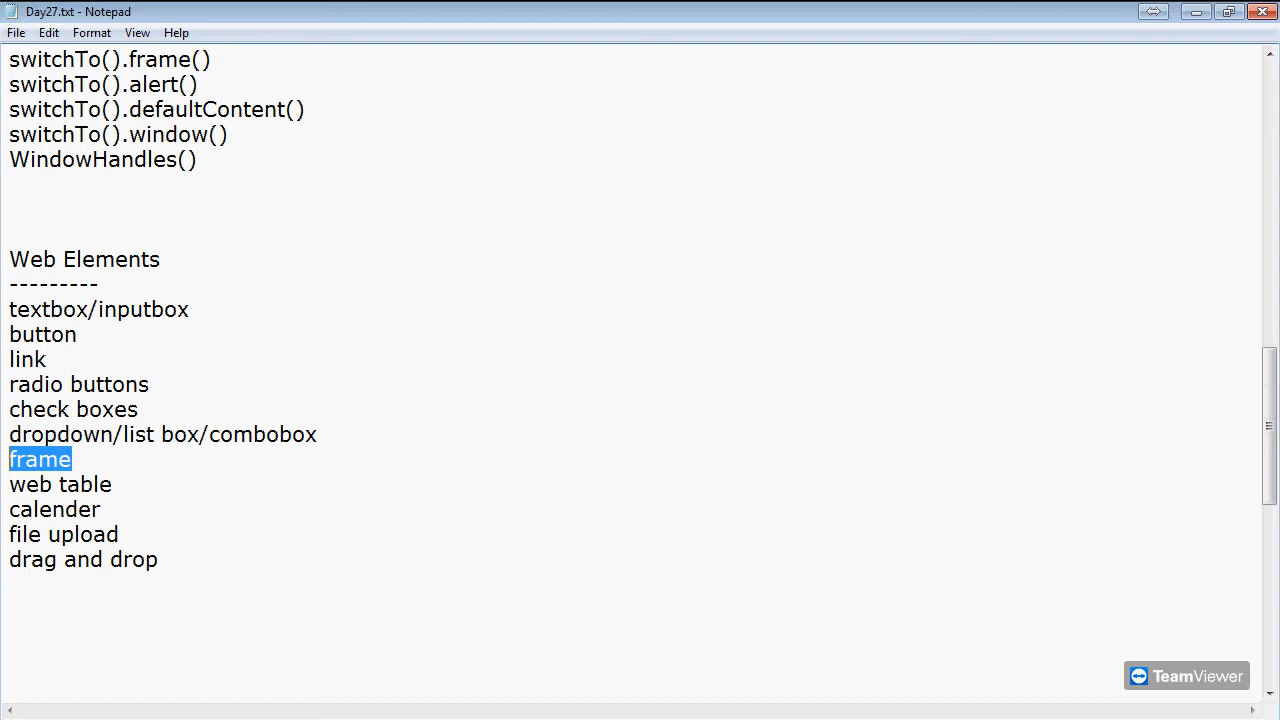 Day27.txt - Notepad
File Edit Format View Help
switchTo().frame()
switchTo().alert()
switchTo().defaultContent()
switchTo().window()
WindowHandles()
Web Elements
---------
textbox/inputbox
button
link
radio buttons
check boxes
dropdown/list box/combobox
frame
web table
calender
file upload
drag and drop
TeamViewer